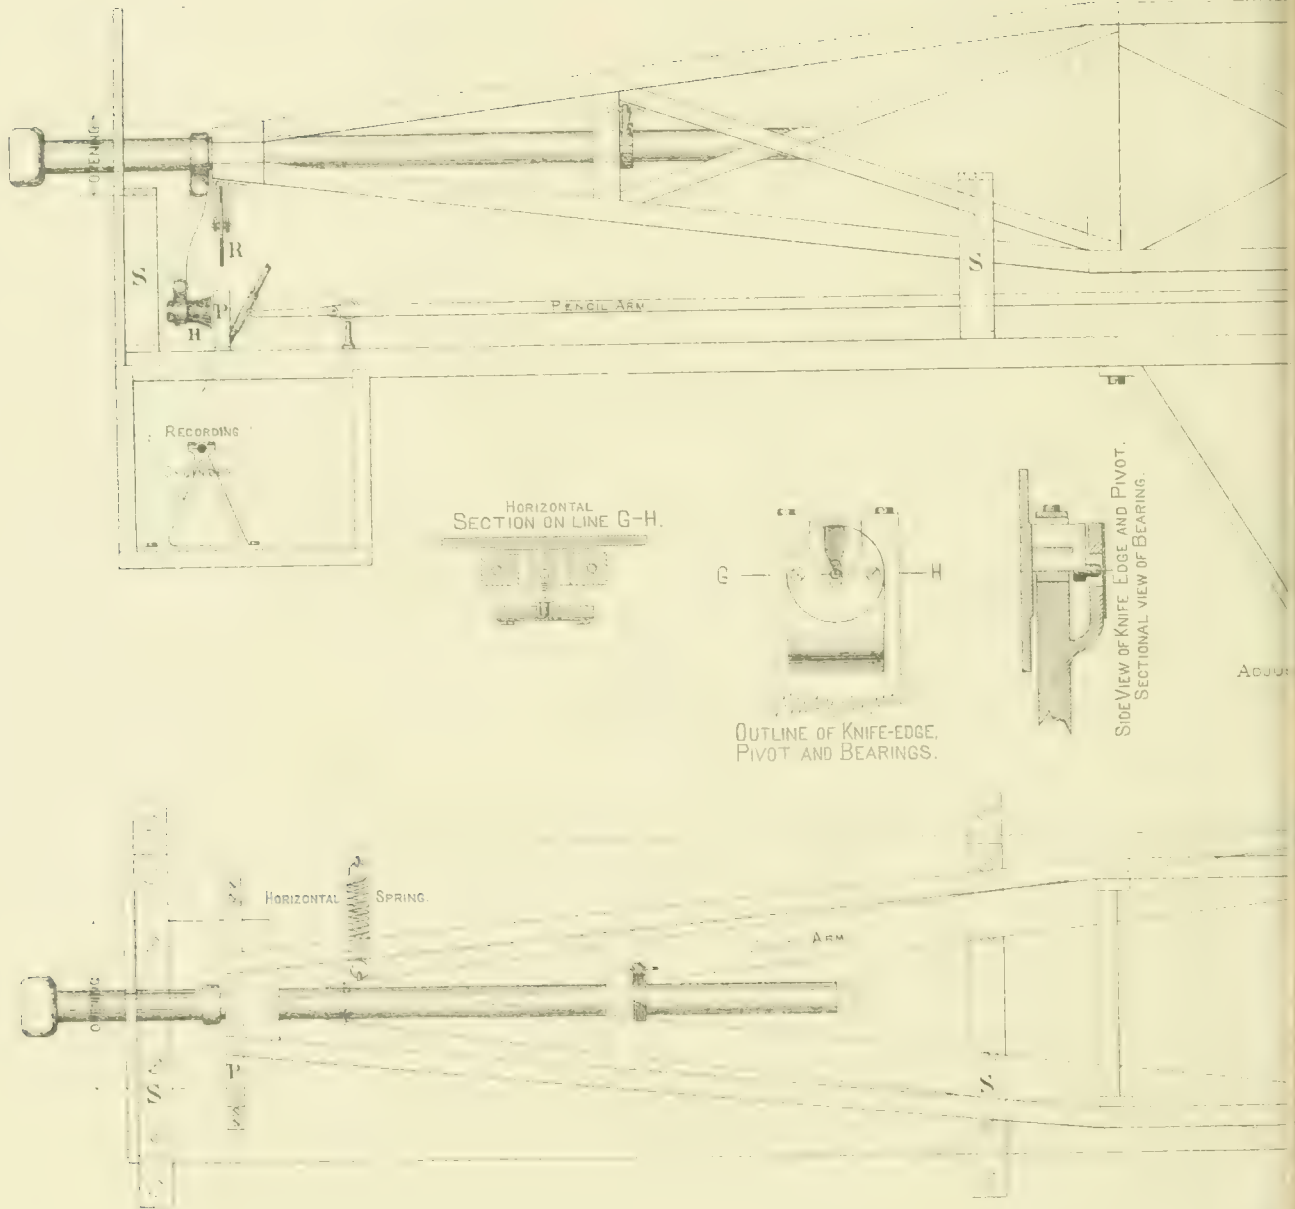 OPENING
S
R
P
H
PENCIL ARM
S
RECORDING
HORIZONTAL
SECTION ON LINE G-H.
G
H
OUTLINE OF KNIFE-EDGE,
PIVOT AND BEARINGS.
SIDE VIEW OF KNIFE EDGE AND PIVOT.
SECTIONAL VIEW OF BEARING.
ADJUS
HORIZONTAL SPRING.
ARM
OPENING
P
S
S